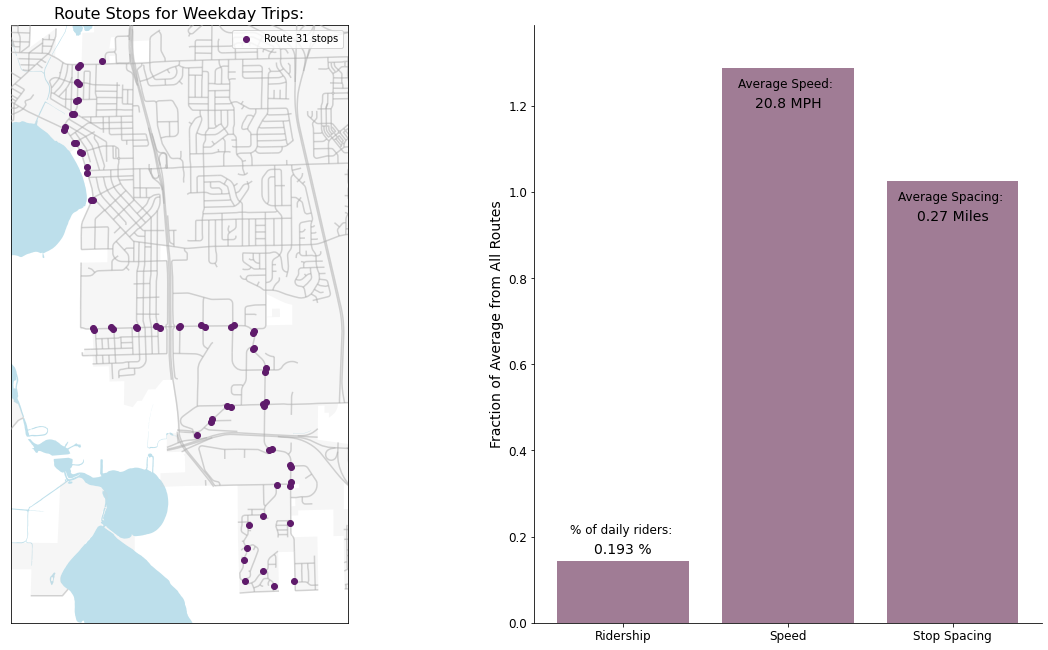 Route Stops for Weekday Trips:
Route 31 stops
Fraction of Average from All Routes
1.2
1.0
0.8
0.6
0.4
0.2
0.0
Average Speed:
20.8 MPH
Average Spacing:
0.27 Miles
% of daily riders:
0.193 %
Ridership
Speed
Stop Spacing